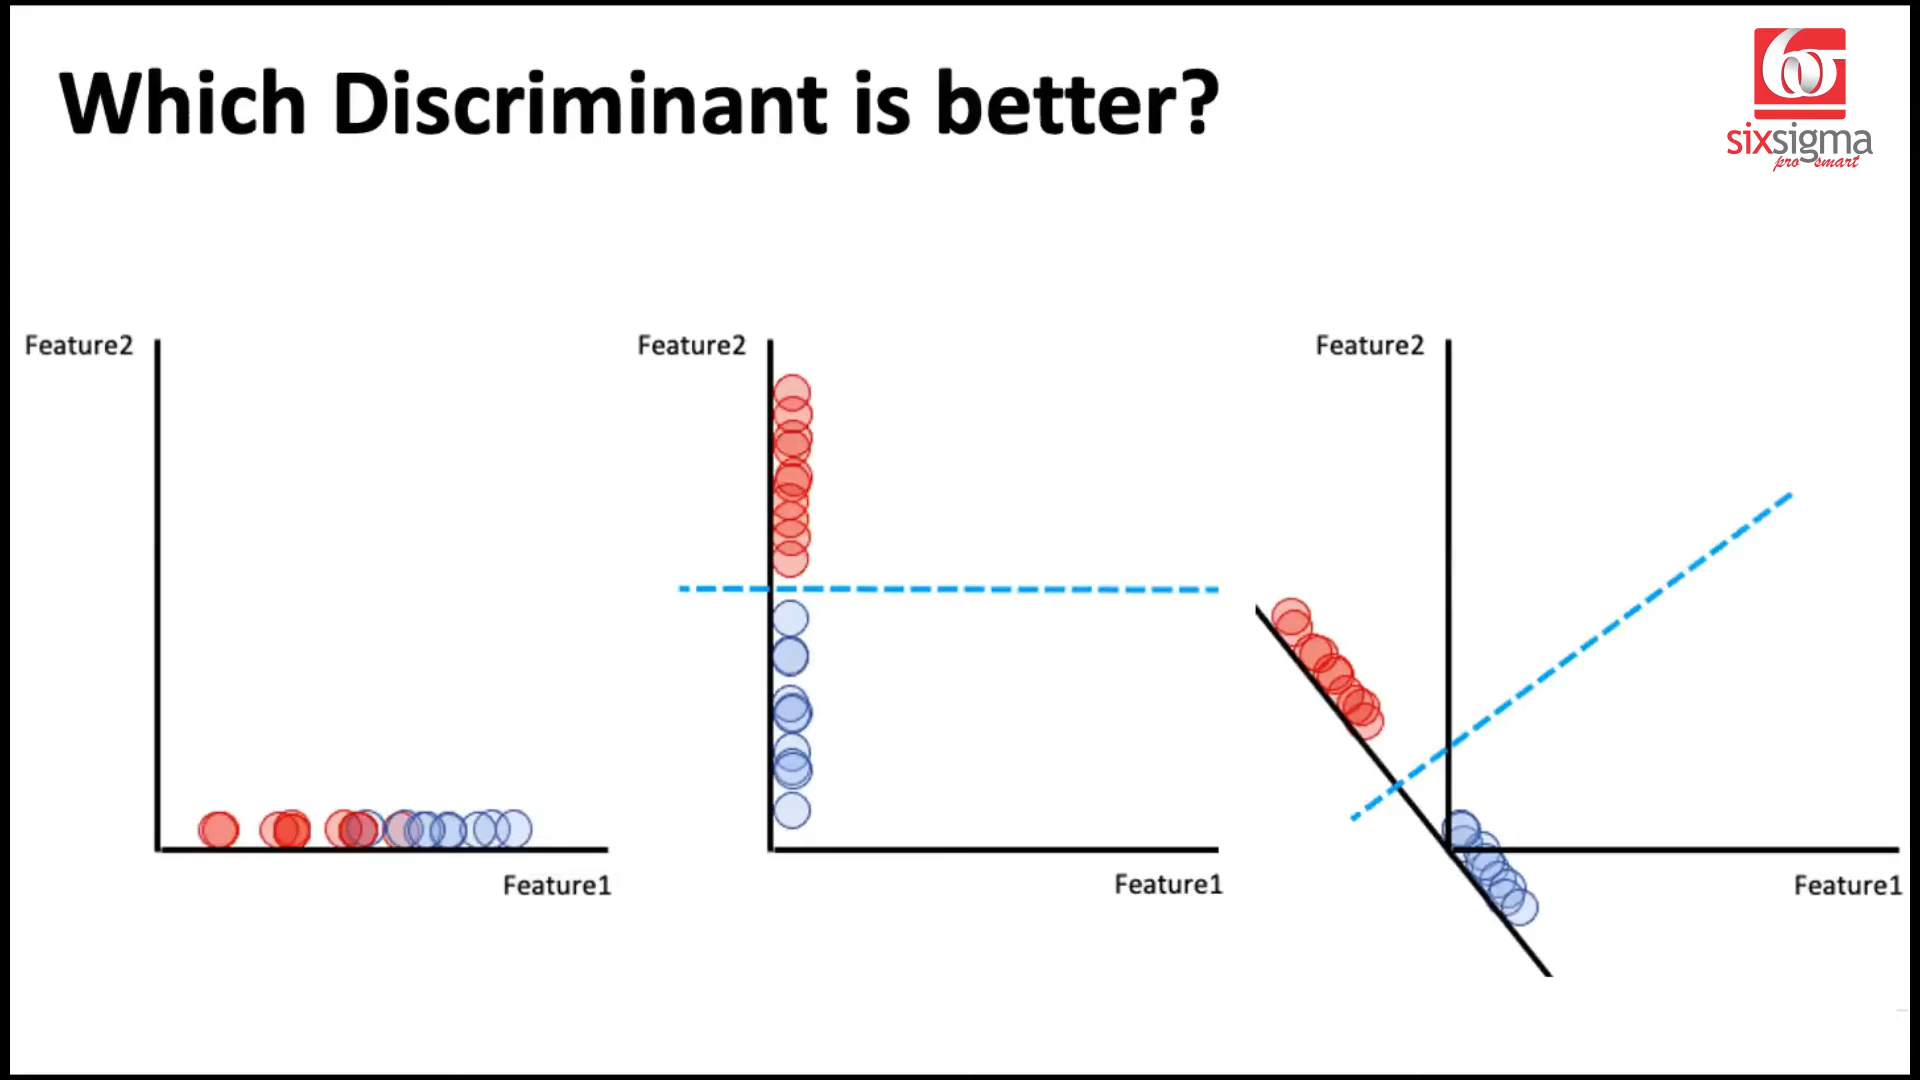 Which Discriminant is better?
sixsigma
pro smart
Feature2
Feature1
Feature2
Feature1
Feature2
Feature1